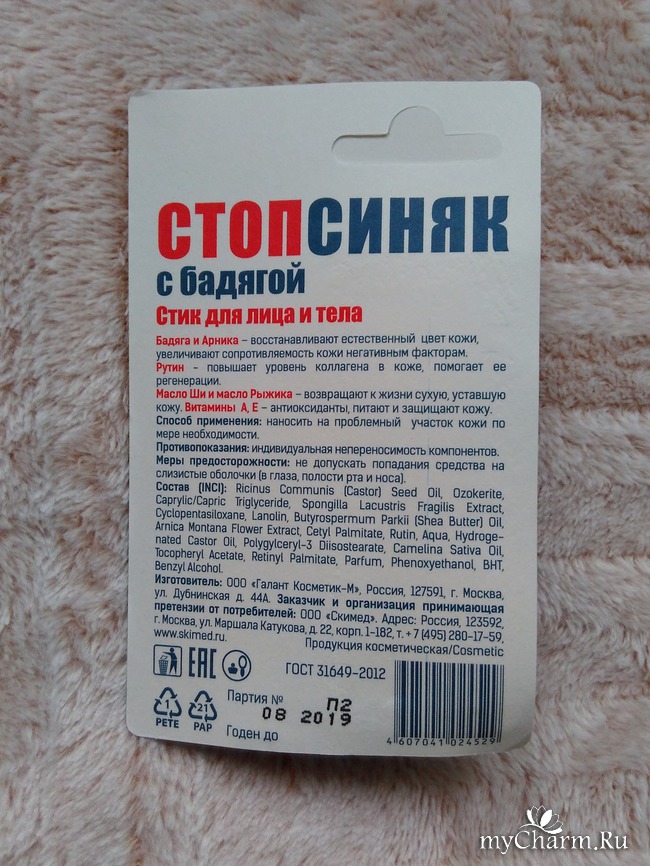 СТОПСИНЯК
с бадягой
Стик для лица и тела
Бадяга и Арника – восстанавливают естественный цвет кожи,
увеличивают сопротивляемость кожи негативным факторам.
Рутин - повышает уровень коллагена в коже, помогает ее
регенерации.
Масло Ши и масло Рыжика – возвращают к жизни сухую, уставшую
кожу. Витамины А, Е – антиоксиданты, питают и защищают кожу.
Способ применения: наносить на проблемный участок кожи по
мере необходимости.
Противопоказания: индивидуальная непереносимость компонентов.
Меры предосторожности: не допускать попадания средства на
слизистые оболочки (в глаза, полости рта и носа).
Состав (INCI): Ricinus Communis (Castor) Seed Oil, Ozokerite,
Caprylic/Capric Triglyceride, Spongilla Lacustris Fragilis Extract,
Cyclopentasiloxane, Lanolin, Butyrospermum Parkii (Shea Butter) Oil,
Arnica Montana Flower Extract, Cetyl Palmitate, Rutin, Aqua, Hydroge-
nated Castor Oil, Polyglyceryl-3 Diisostearate, Camelina Sativa Oil,
Tocopheryl Acetate, Retinyl Palmitate, Parfum, Phenoxyethanol, BHT,
Benzyl Alcohol.
Изготовитель: ООО «Галант Косметик-М», Россия, 127591, г. Москва,
ул. Дубнинская д. 44А. Заказчик и организация принимающая
претензии от потребителей: ООО «Скимед». Адрес: Россия, 123592,
г. Москва, ул. Маршала Катукова, д. 22, корп. 1-182, т. +7 (495) 280-17-59,
www.skimed.ru. Продукция косметическая/Cosmetic
EAC ГОСТ 31649-2012
1 PETE
21 PAP
Партия № П2
08 2019
Годен до
4 607041 024529
myCharm.Ru